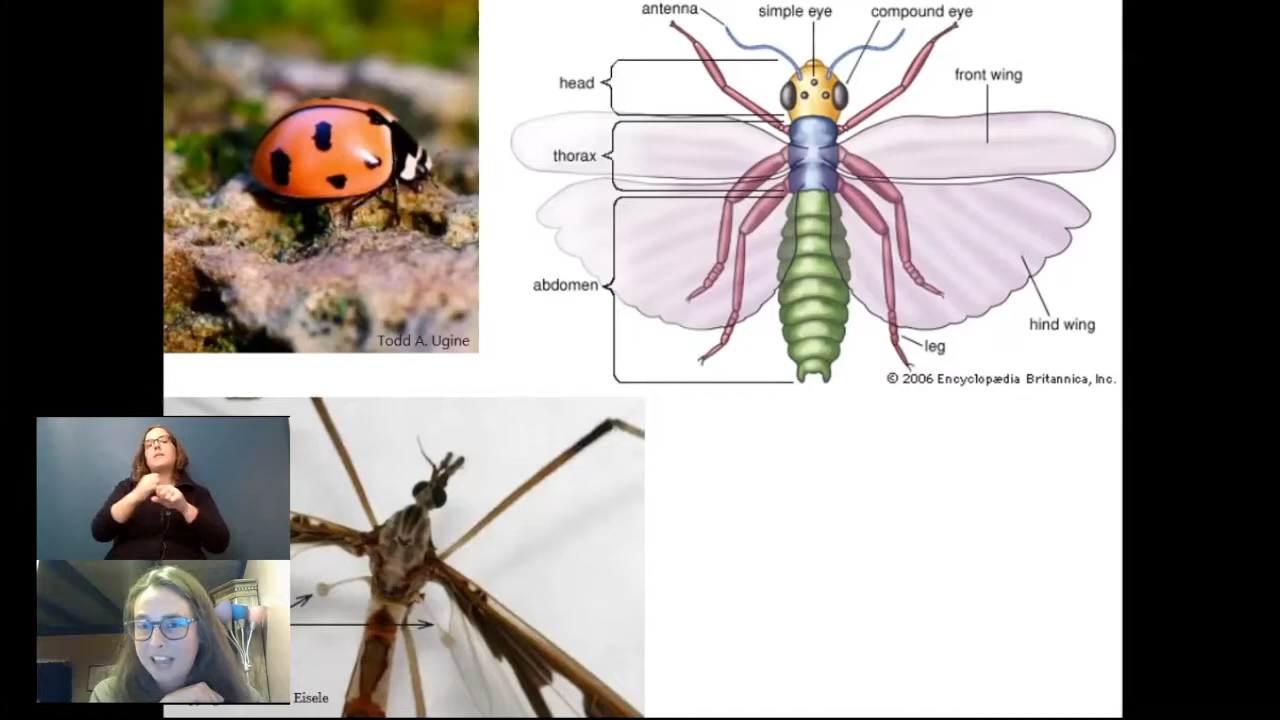 antenna
simple eye
compound eye
head
front wing
thorax
abdomen
hind wing
leg
Todd A. Ugine
© 2006 Encyclopædia Britannica, Inc.
Eisele